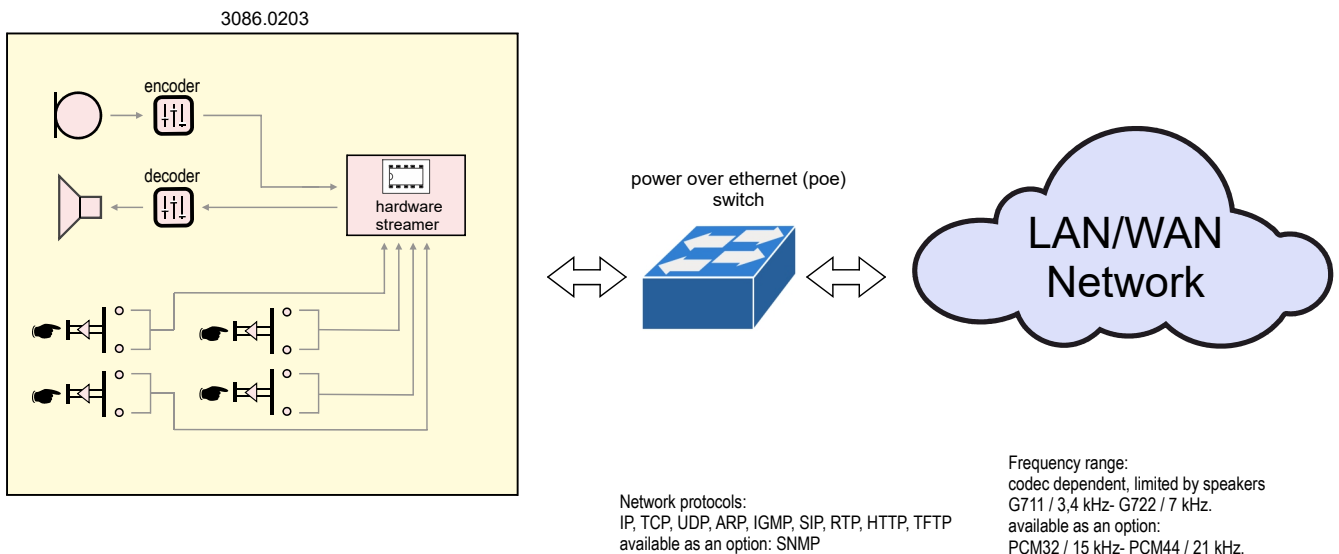 3086.0203
encoder
decoder
hardware
streamer
power over ethernet (poe)
switch
LAN/WAN
Network
Network protocols:
IP, TCP, UDP, ARP, IGMP, SIP, RTP, HTTP, TFTP
available as an option: SNMP
Frequency range:
codec dependent, limited by speakers
G711 / 3,4 kHz- G722 / 7 kHz.
available as an option:
PCM32 / 15 kHz- PCM44 / 21 kHz.